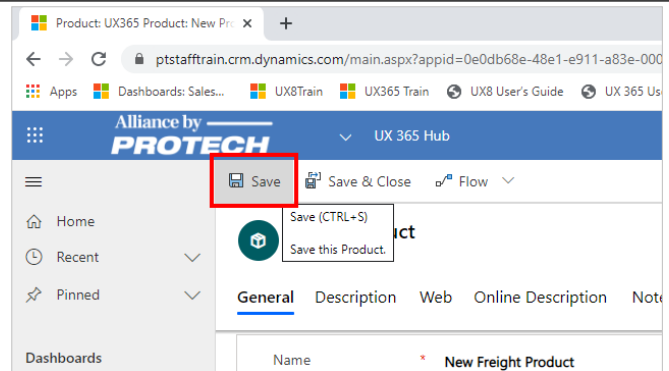 Product: UX365 Product: New Pro
ptstafftrain.crm.dynamics.com/main.aspx?appid=0e0db68e-48e1-e911-a83e-000
Apps Dashboards: Sales... UX8Train UX365 Train UX8 User's Guide UX 365 Us
Alliance by
PROTECH
UX 365 Hub
Save Save & Close Flow
Save (CTRL+S)
Save this Product.
uct
Home
Recent
Pinned
General Description Web Online Description Note
Dashboards
Name * New Freight Product